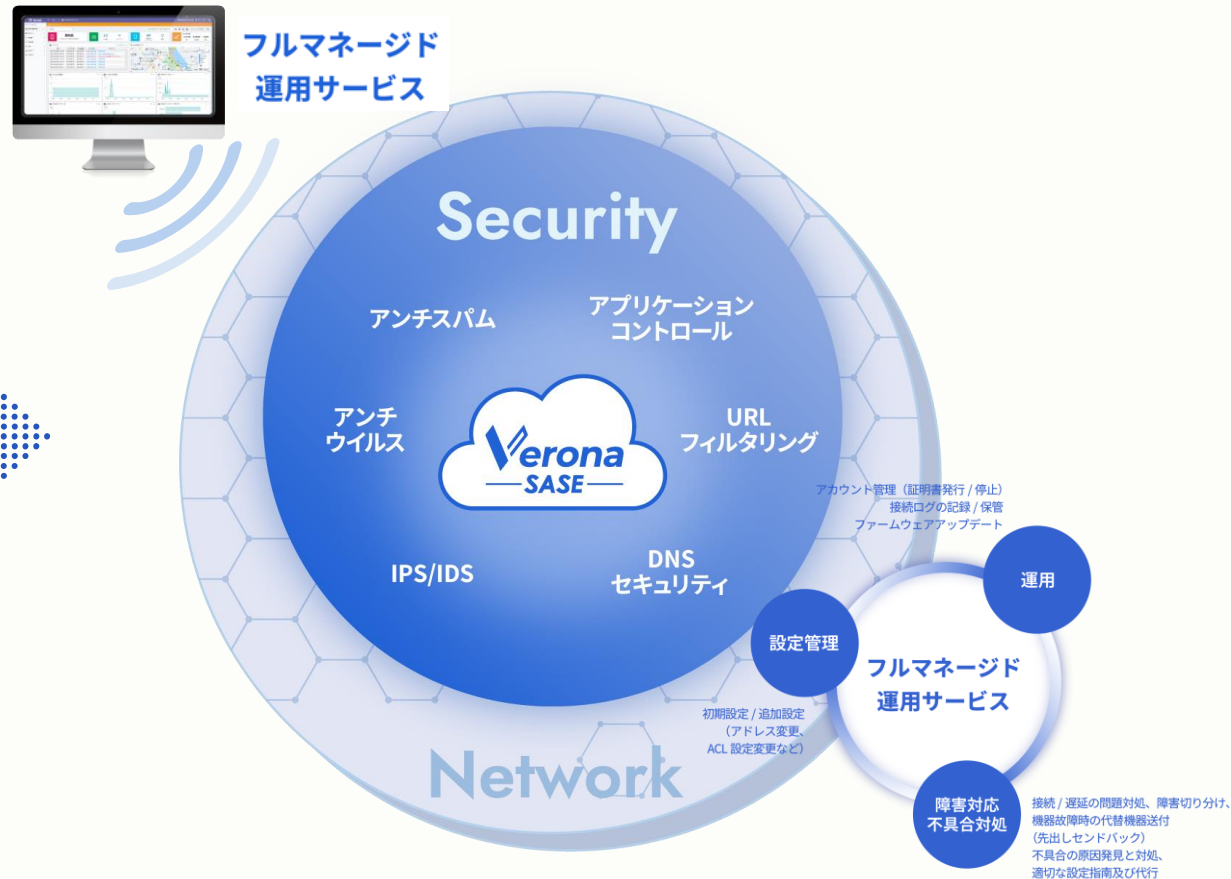 フルマネージド
運用サービス
Security
アンチスパム
アプリケーション
コントロール
アンチ
ウイルス
Verona
SASE
URL
フィルタリング
IPS/IDS
DNS
セキュリティ
Network
アカウント管理（証明書発行 / 停止）
接続ログの記録 / 保管
ファームウェアアップデート
運用
設定管理
フルマネージド
運用サービス
初期設定 / 追加設定
（アドレス変更、
ACL 設定変更など）
障害対応
不具合対処
接続 / 遅延の問題対処、障害切り分け、
機器故障時の代替機器送付
（先出しセンドバック）
不具合の原因発見と対処、
適切な設定指南及び代行